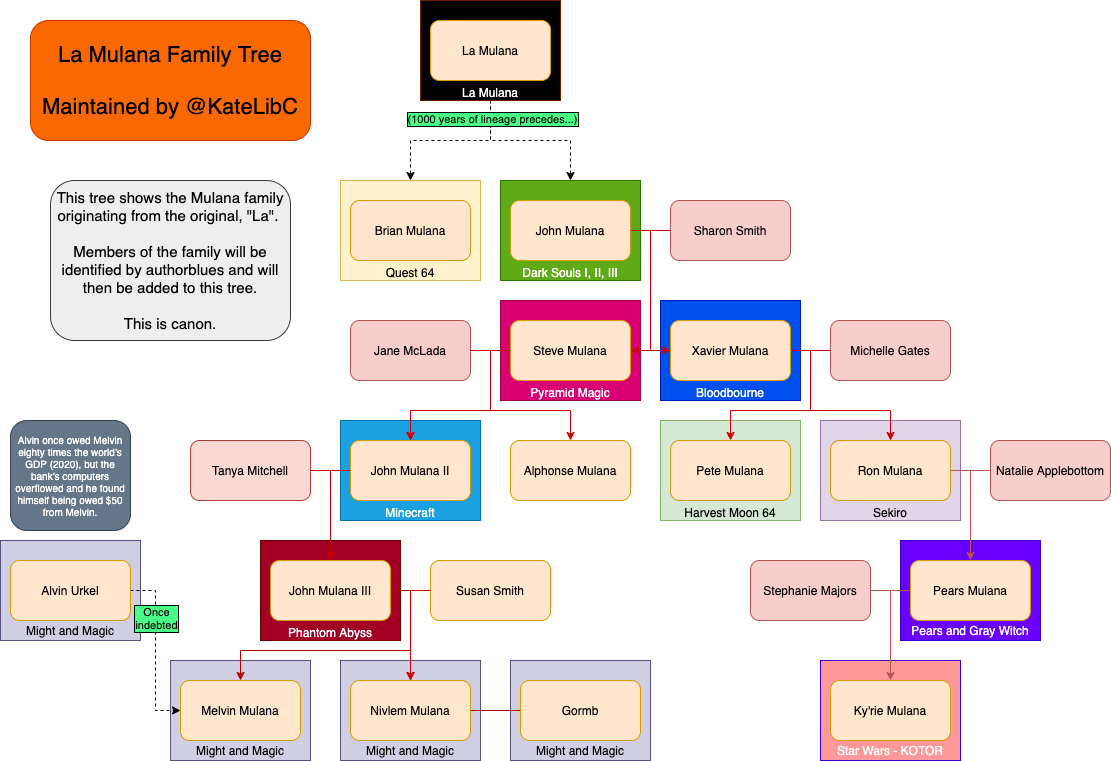 La Mulana Family Tree
Maintained by @KateLibC
La Mulana
La Mulana
(1000 years of lineage precedes...)
This tree shows the Mulana family
originating from the original, "La".
Members of the family will be
identified by authorblues and will
then be added to this tree.
This is canon.
Brian Mulana
Quest 64
John Mulana
Dark Souls I, II, III
Sharon Smith
Jane McLada
Steve Mulana
Pyramid Magic
Xavier Mulana
Bloodbourne
Michelle Gates
Alvin once owed Melvin
eighty times the world's
GDP (2020), but the
bank's computers
overflowed and he found
himself being owed $50
from Melvin.
Tanya Mitchell
John Mulana II
Minecraft
Alphonse Mulana
Pete Mulana
Harvest Moon 64
Ron Mulana
Sekiro
Natalie Applebottom
Alvin Urkel
Might and Magic
Once
indebted
John Mulana III
Phantom Abyss
Susan Smith
Stephanie Majors
Pears Mulana
Pears and Gray Witch
Melvin Mulana
Might and Magic
Nivlem Mulana
Might and Magic
Gormb
Might and Magic
Ky'rie Mulana
Star Wars - KOTOR